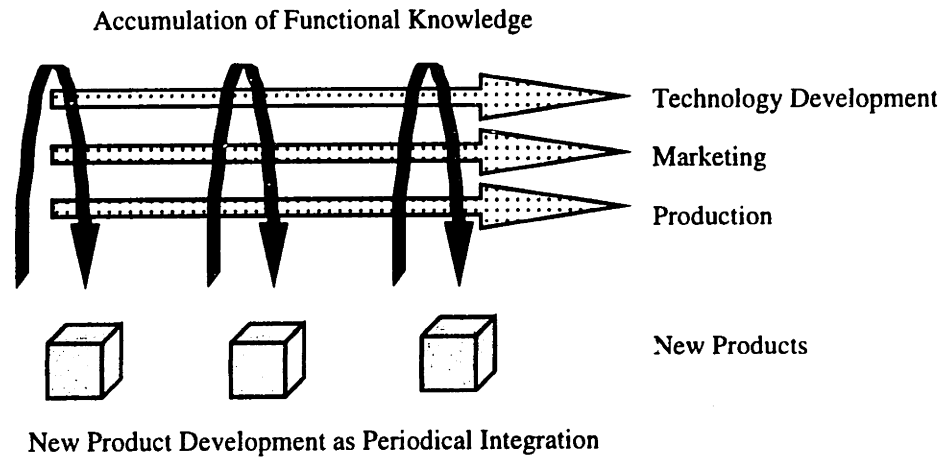 Accumulation of Functional Knowledge
Technology Development
Marketing
Production
New Products
New Product Development as Periodical Integration